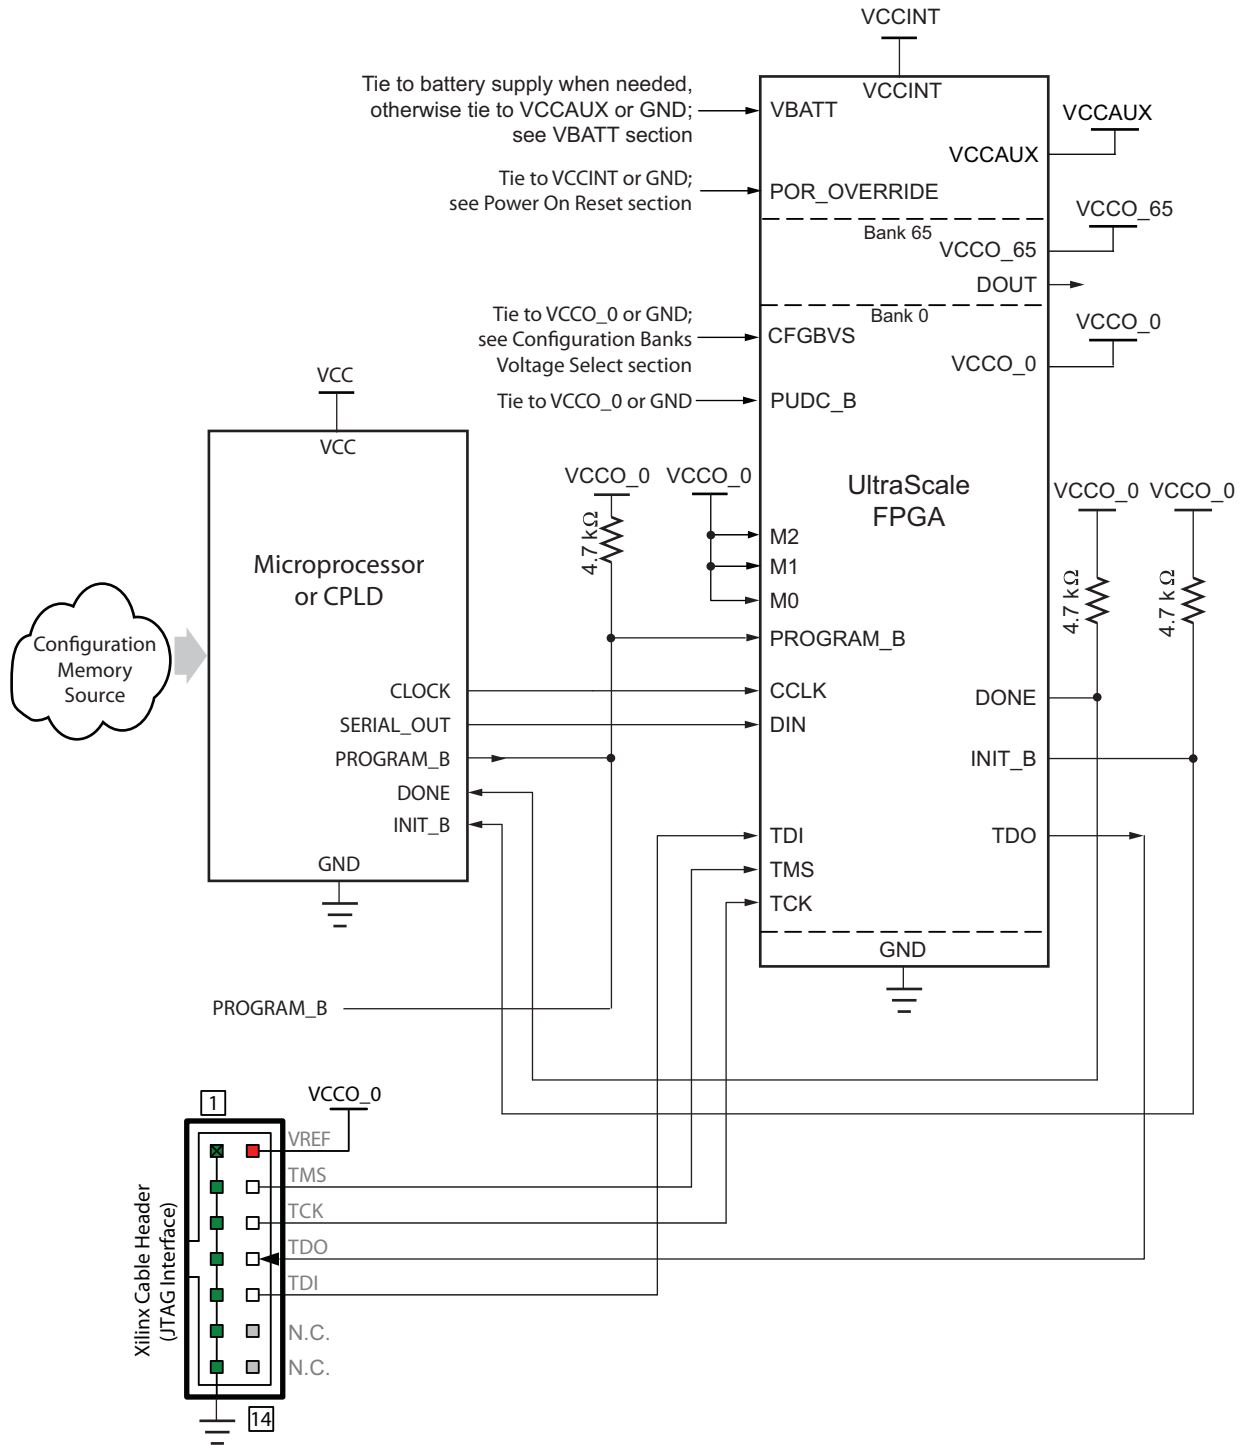 VCCINT
VCCINT
Tie to battery supply when needed,
otherwise tie to VCCAUX or GND;
see VBATT section
VBATT
VCCAUX
VCCAUX
Tie to VCCINT or GND;
see Power On Reset section
POR_OVERRIDE
VCCO_65
Bank 65
VCCO_65
DOUT
Tie to VCCO_0 or GND;
see Configuration Banks
Voltage Select section
Bank 0
CFGBVS
VCCO_0
VCCO_0
Tie to VCCO_0 or GND
PUDC_B
VCC
VCC
Microprocessor
or CPLD
Configuration
Memory
Source
VCCO_0
VCCO_0
4.7 kΩ
UltraScale
FPGA
VCCO_0
VCCO_0
4.7 kΩ
4.7 kΩ
M2
M1
M0
PROGRAM_B
CLOCK
CCLK
SERIAL_OUT
DIN
PROGRAM_B
DONE
INIT_B
GND
DONE
INIT_B
TDI
TDO
TMS
TCK
GND
PROGRAM_B
1
VCCO_0
VREF
TMS
TCK
TDO
TDI
N.C.
N.C.
Xilinx Cable Header
(JTAG Interface)
14